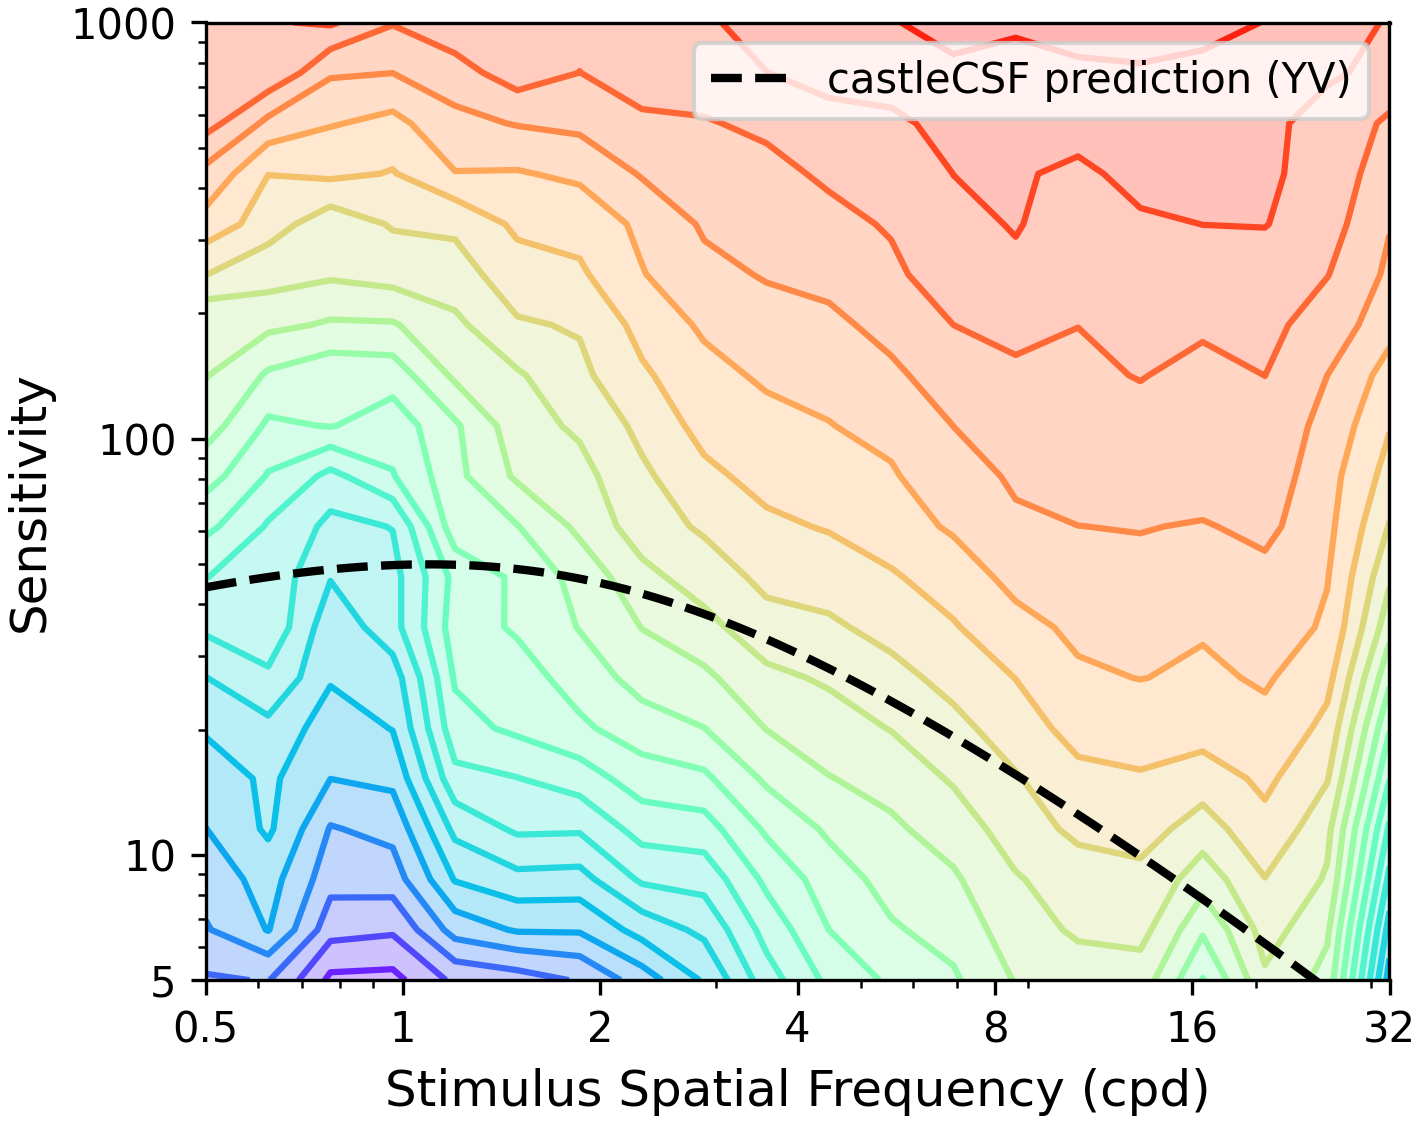 1000
castleCSF prediction (YV)
100
Sensitivity
10
5
0.5 1 2 4 8 16 32
Stimulus Spatial Frequency (cpd)